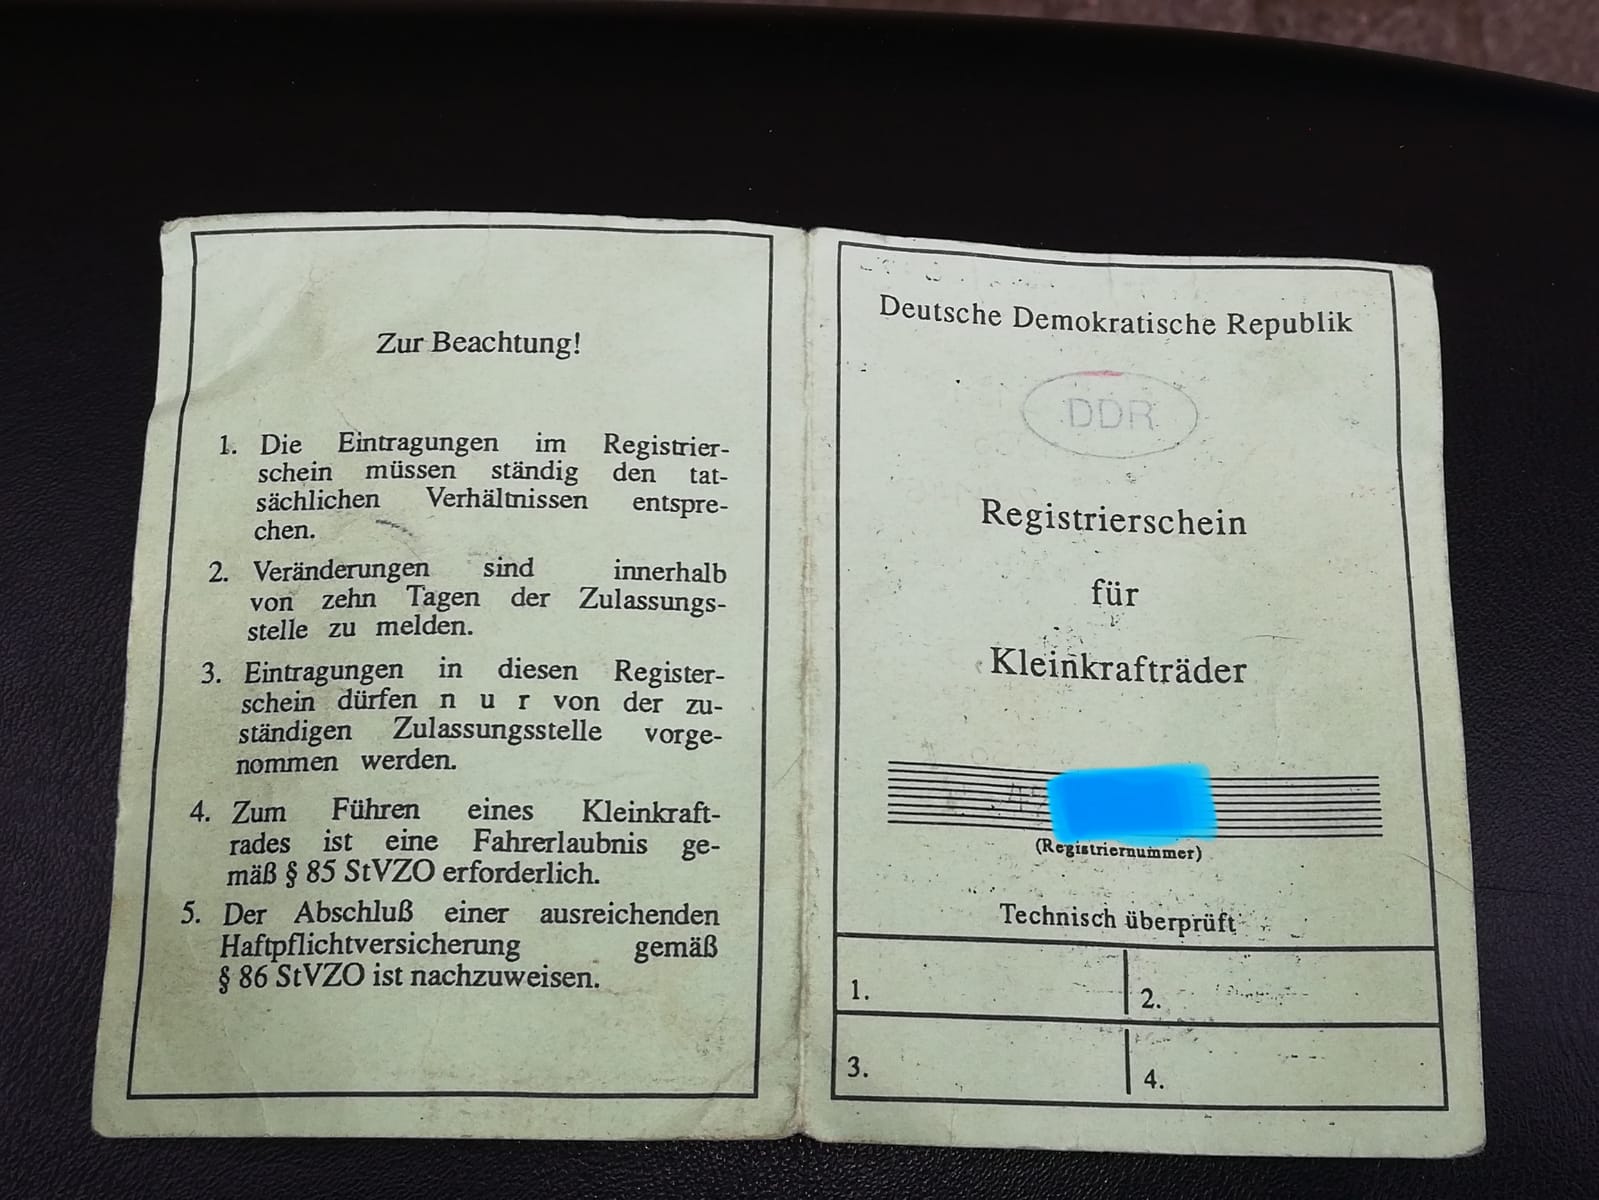 Zur Beachtung!
1. Die Eintragungen im Registrier-
schein müssen ständig den tat-
sächlichen Verhältnissen entspre-
chen.
2. Veränderungen sind innerhalb
von zehn Tagen der Zulassungs-
stelle zu melden.
3. Eintragungen in diesen Register-
schein dürfen n u r von der zu-
ständigen Zulassungsstelle vorge-
nommen werden.
4. Zum Führen eines Kleinkraft-
rades ist eine Fahrerlaubnis ge-
mäß § 85 StVZO erforderlich.
5. Der Abschluß einer ausreichenden
Haftpflichtversicherung gemäß
§ 86 StVZO ist nachzuweisen.
Deutsche Demokratische Republik
DDR
Registrierschein
für
Kleinkrafträder
(Registriernummer)
Technisch überprüft
1.
2.
3.
4.